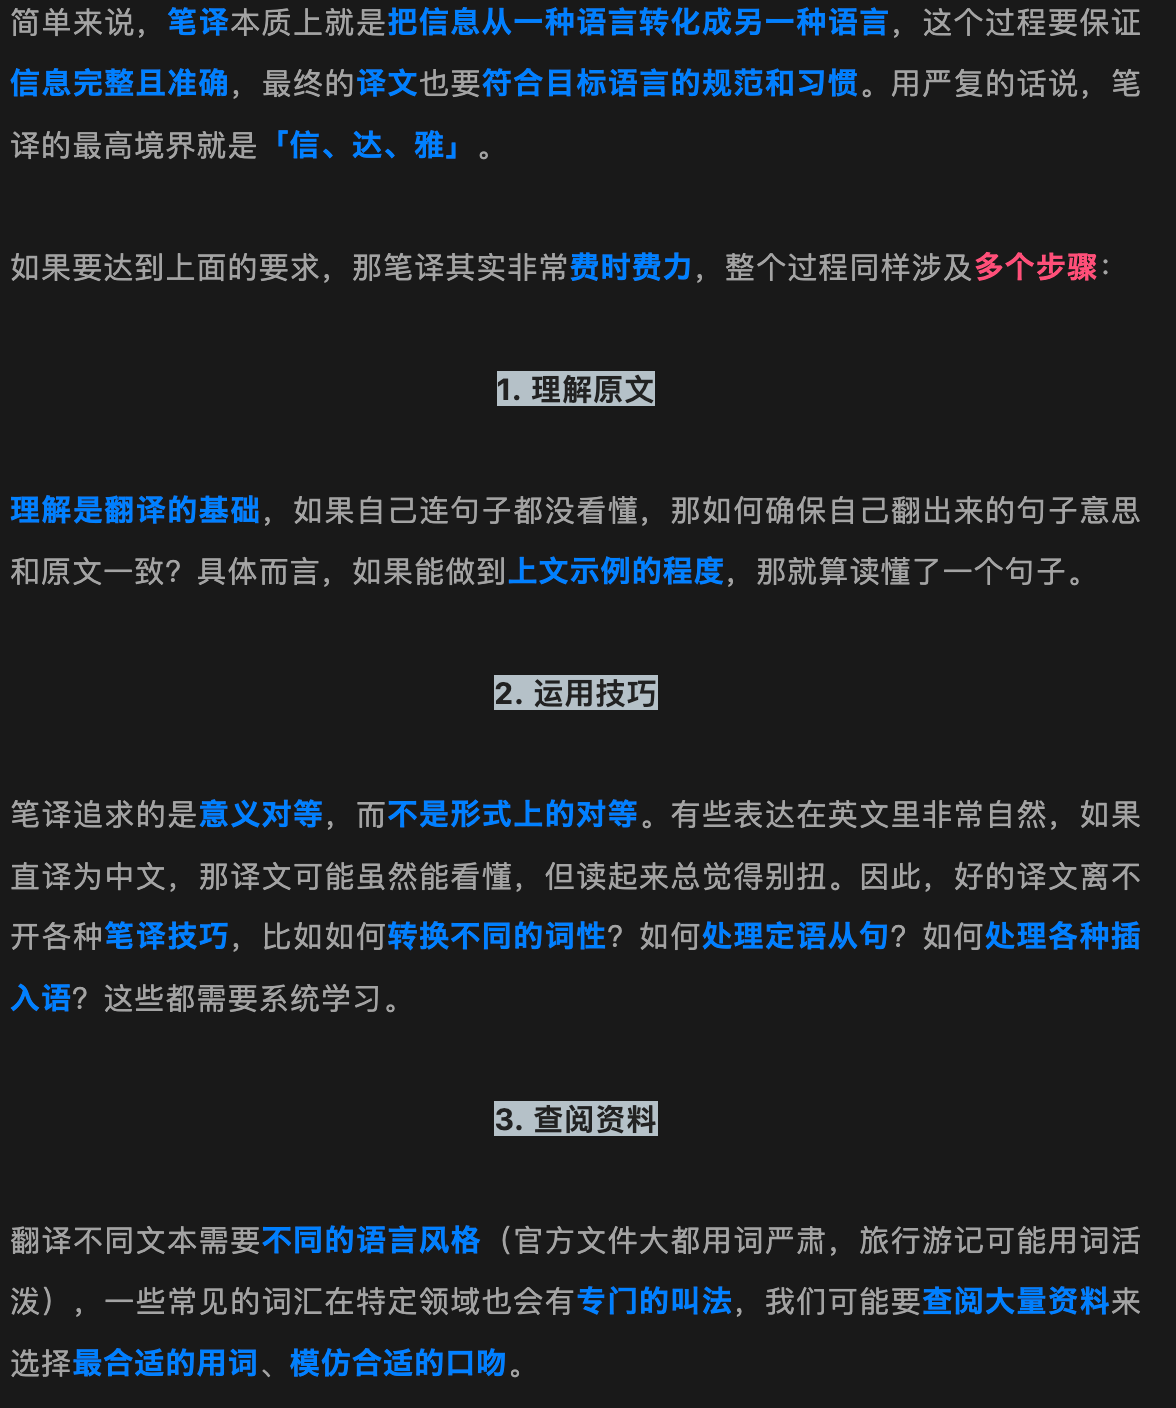 简单来说，笔译本质上就是把信息从一种语言转化成另一种语言，这个过程要保证
信息完整且准确，最终的译文也要符合目标语言的规范和习惯。用严复的话说，笔
译的最高境界就是「信、达、雅」。
如果要达到上面的要求，那笔译其实非常费时费力，整个过程同样涉及多个步骤：
1. 理解原文
理解是翻译的基础，如果自己连句子都没看懂，那如何确保自己翻出来的句子意思
和原文一致？具体而言，如果能做到上文示例的程度，那就算读懂了一个句子。
2. 运用技巧
笔译追求的是意义对等，而不是形式上的对等。有些表达在英文里非常自然，如果
直译为中文，那译文可能虽然能看懂，但读起来总觉得别扭。因此，好的译文离不
开各种笔译技巧，比如如何转换不同的词性？如何处理定语从句？如何处理各种插
入语？这些都需要系统学习。
3. 查阅资料
翻译不同文本需要不同的语言风格（官方文件大都用词严肃，旅行游记可能用词活
泼），一些常见的词汇在特定领域也会有专门的叫法，我们可能要查阅大量资料来
选择最合适的用词、模仿合适的口吻。